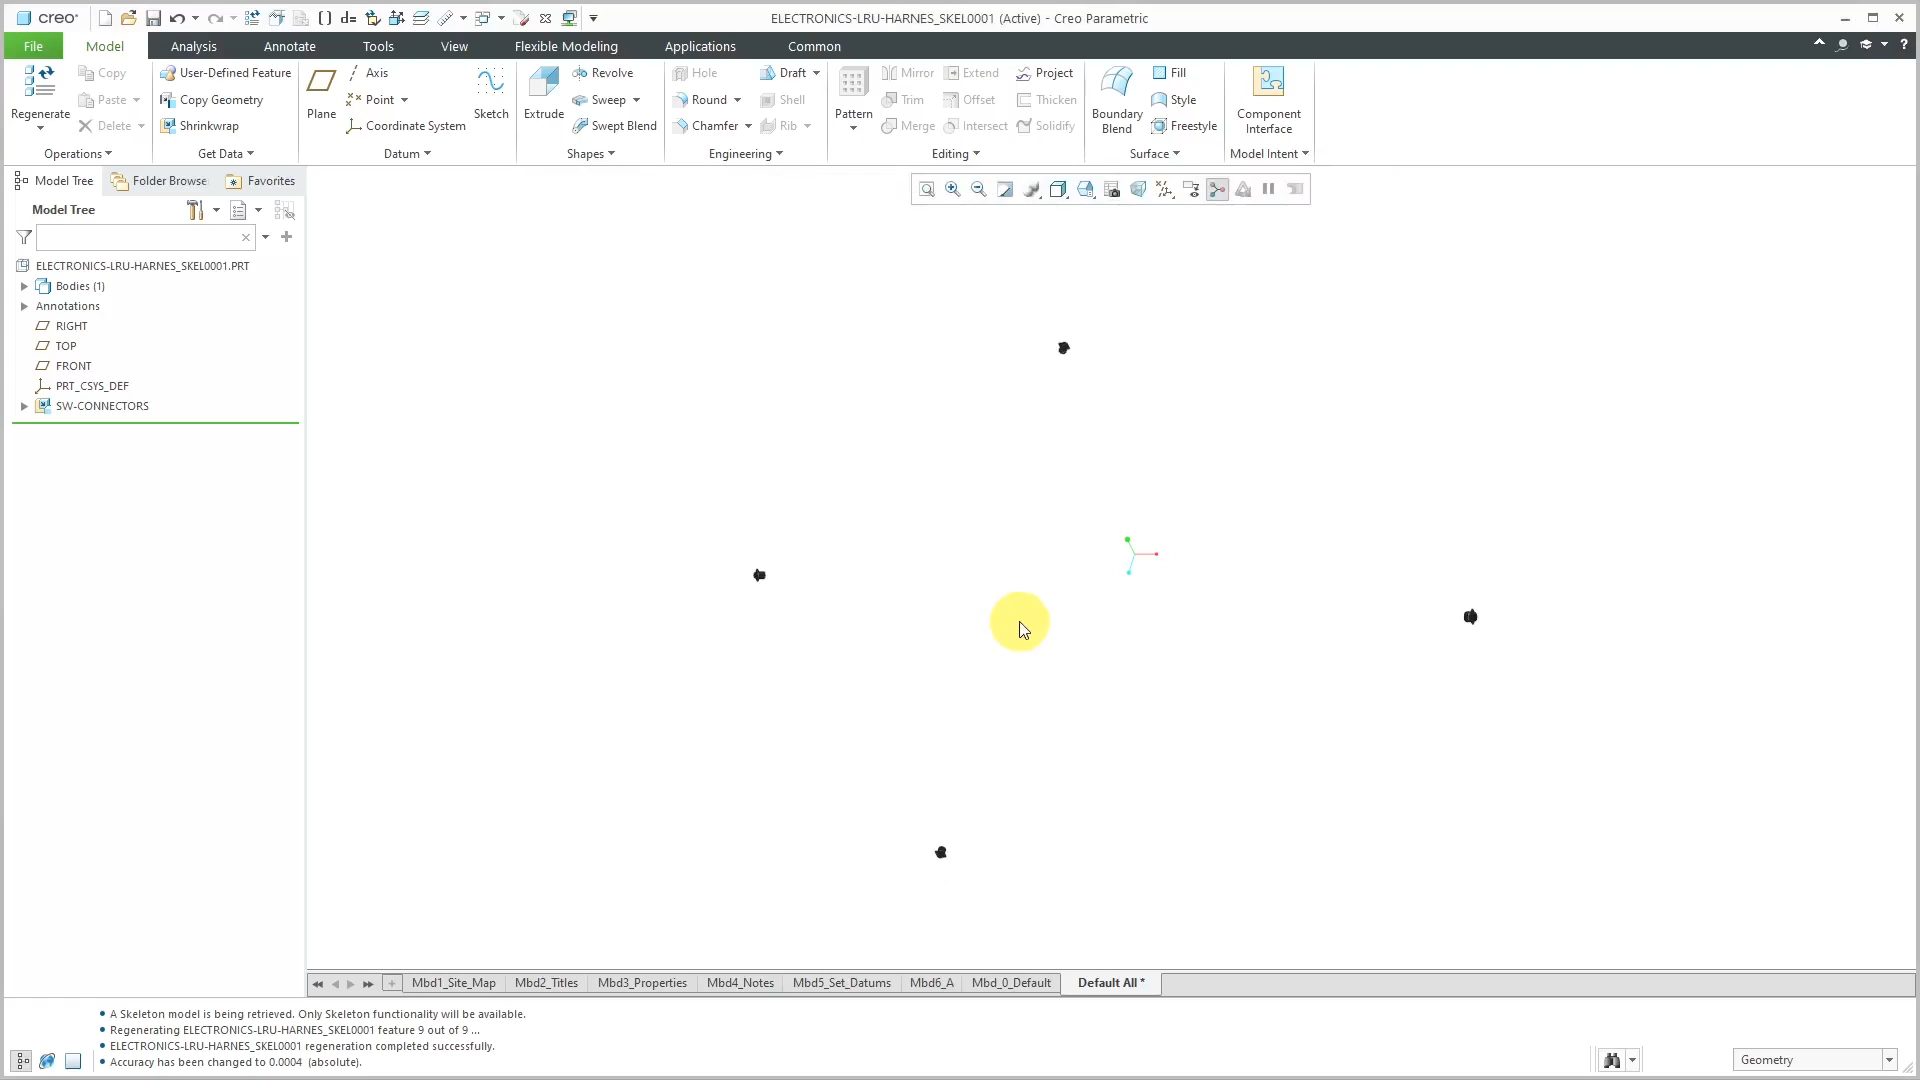 creo
d=
ELECTRONICS-LRU-HARNES_SKEL0001 (Active) - Creo Parametric
File Model Analysis Annotate Tools View Flexible Modeling Applications Common
?
Regenerate
Copy
Paste
Delete
Operations
User-Defined Feature
Copy Geometry
Shrinkwrap
Get Data
Plane
Axis
Point
Coordinate System
Sketch
Datum
Extrude
Revolve
Sweep
Swept Blend
Shapes
Hole
Round
Chamfer
Draft
Shell
Rib
Engineering
Pattern
Mirror
Trim
Merge
Extend
Offset
Intersect
Project
Thicken
Solidify
Editing
Boundary
Blend
Fill
Style
Freestyle
Surface
Component
Interface
Model Intent
Model Tree Folder Browse Favorites
Model Tree
ELECTRONICS-LRU-HARNES_SKEL0001.PRT
Bodies (1)
Annotations
RIGHT
TOP
FRONT
PRT_CSYS_DEF
SW-CONNECTORS
Mbd1_Site_Map Mbd2_Titles Mbd3_Properties Mbd4_Notes Mbd5_Set_Datums Mbd6_A Mbd_0_Default Default All *
• A Skeleton model is being retrieved. Only Skeleton functionality will be available.
• Regenerating ELECTRONICS-LRU-HARNES_SKEL0001 feature 9 out of 9 ...
• ELECTRONICS-LRU-HARNES_SKEL0001 regeneration completed successfully.
• Accuracy has been changed to 0.0004 (absolute).
Geometry